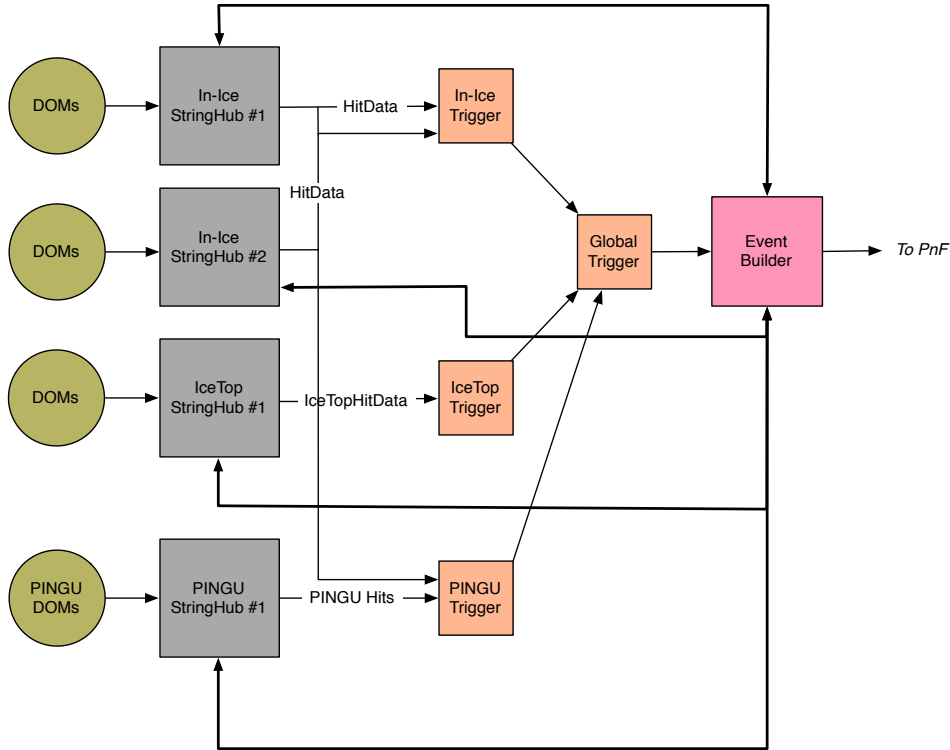 DOMs
In-Ice
StringHub #1
HitData
In-Ice
Trigger
HitData
DOMs
In-Ice
StringHub #2
Global
Trigger
Event
Builder
To PnF
DOMs
IceTop
StringHub #1
IceTopHitData
IceTop
Trigger
PINGU
DOMs
PINGU
StringHub #1
PINGU Hits
PINGU
Trigger